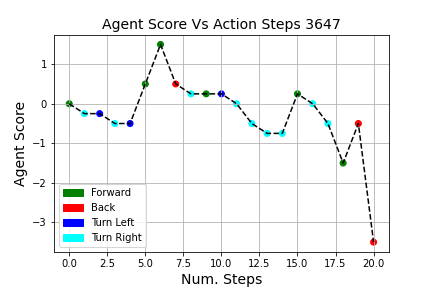 Agent Score Vs Action Steps 3647
Agent Score
1
0
−1
−2
−3
Forward
Back
Turn Left
Turn Right
0.0 2.5 5.0 7.5 10.0 12.5 15.0 17.5 20.0
Num. Steps